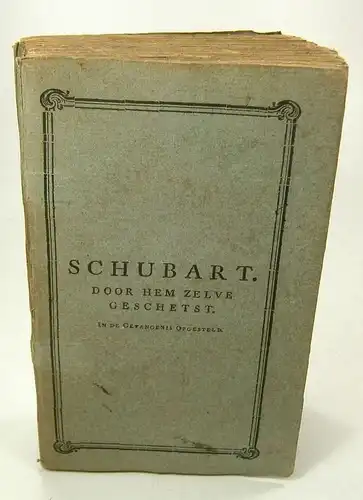 SCHUBART.
DOOR HEM ZELVE
GESCHETST.
IN DE GEVANGENIS OPGESTELD.